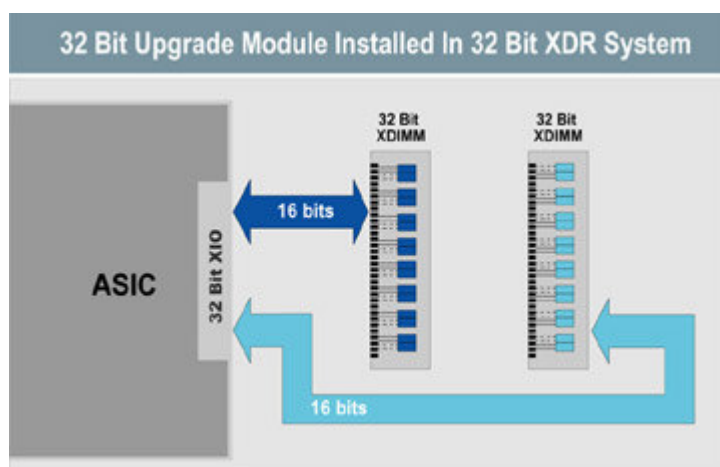 32 Bit Upgrade Module Installed In 32 Bit XDR System
32 Bit
XDIMM
32 Bit
XDIMM
16 bits
32 Bit XIO
ASIC
16 bits